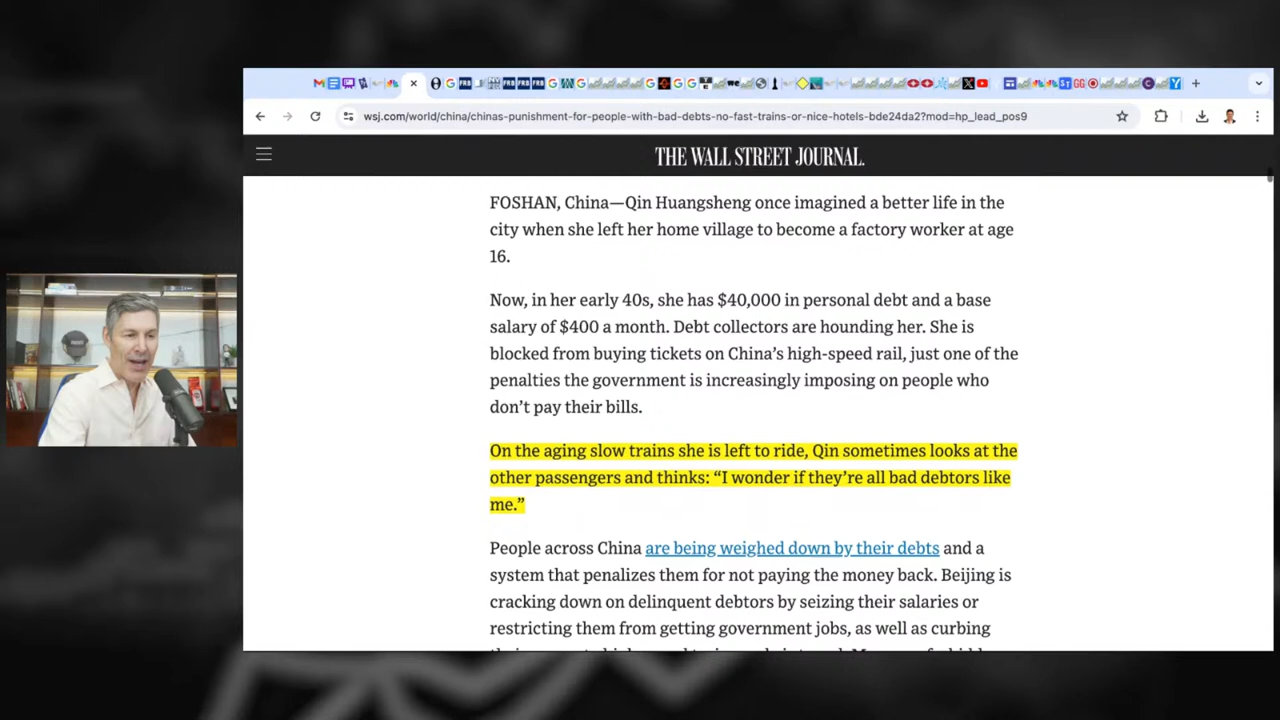 wsj.com/world/china/chinas-punishment-for-people-with-bad-debts-no-fast-trains-or-nice-hotels-bde24da2?mod=hp_lead_pos9
THE WALL STREET JOURNAL.
FOSHAN, China—Qin Huangsheng once imagined a better life in the
city when she left her home village to become a factory worker at age
16.
Now, in her early 40s, she has $40,000 in personal debt and a base
salary of $400 a month. Debt collectors are hounding her. She is
blocked from buying tickets on China’s high-speed rail, just one of the
penalties the government is increasingly imposing on people who
don’t pay their bills.
On the aging slow trains she is left to ride, Qin sometimes looks at the
other passengers and thinks: “I wonder if they’re all bad debtors like
me.”
People across China are being weighed down by their debts and a
system that penalizes them for not paying the money back. Beijing is
cracking down on delinquent debtors by seizing their salaries or
restricting them from getting government jobs, as well as curbing